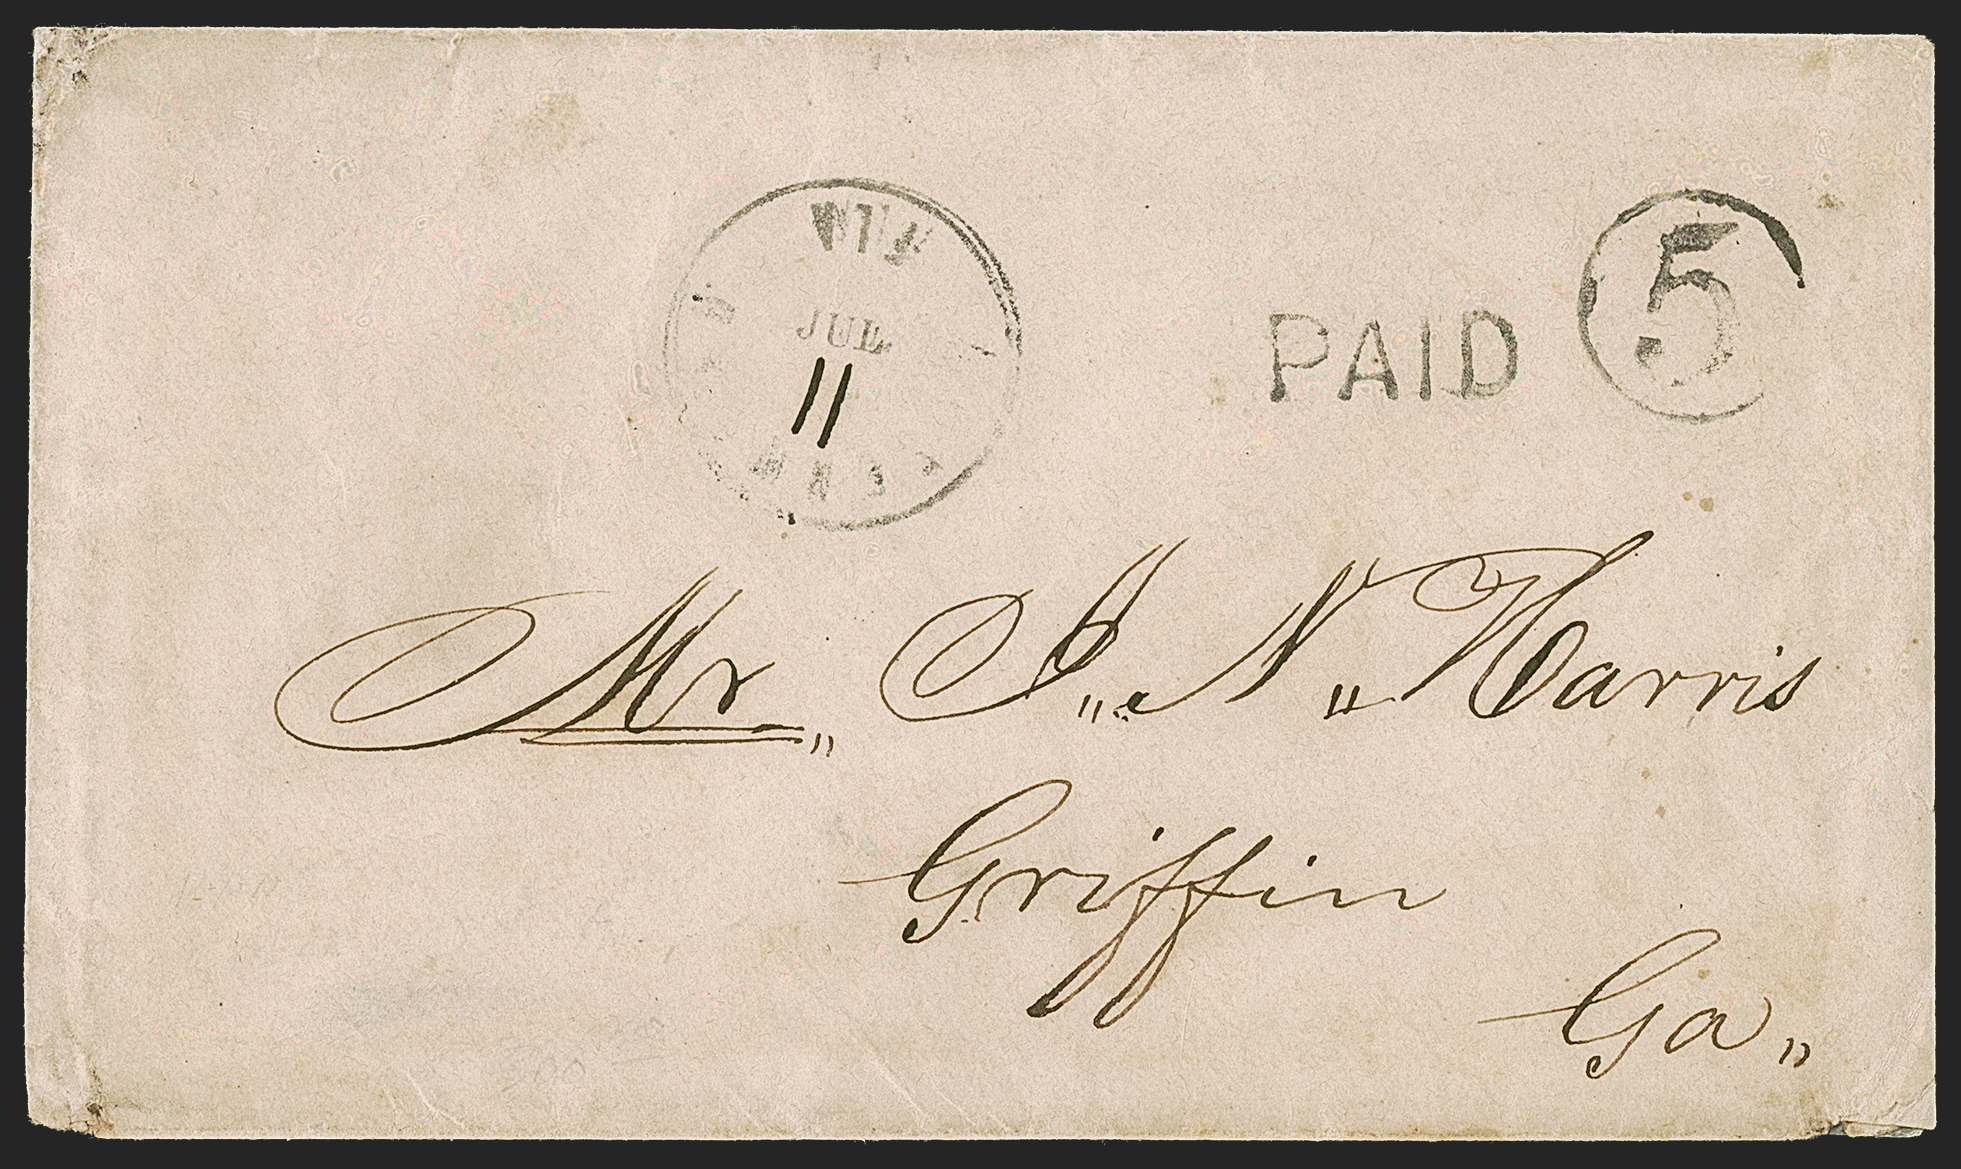 JUL
11
PAID 5
Mr „ I „ N „ Harris
Griffin
Ga „